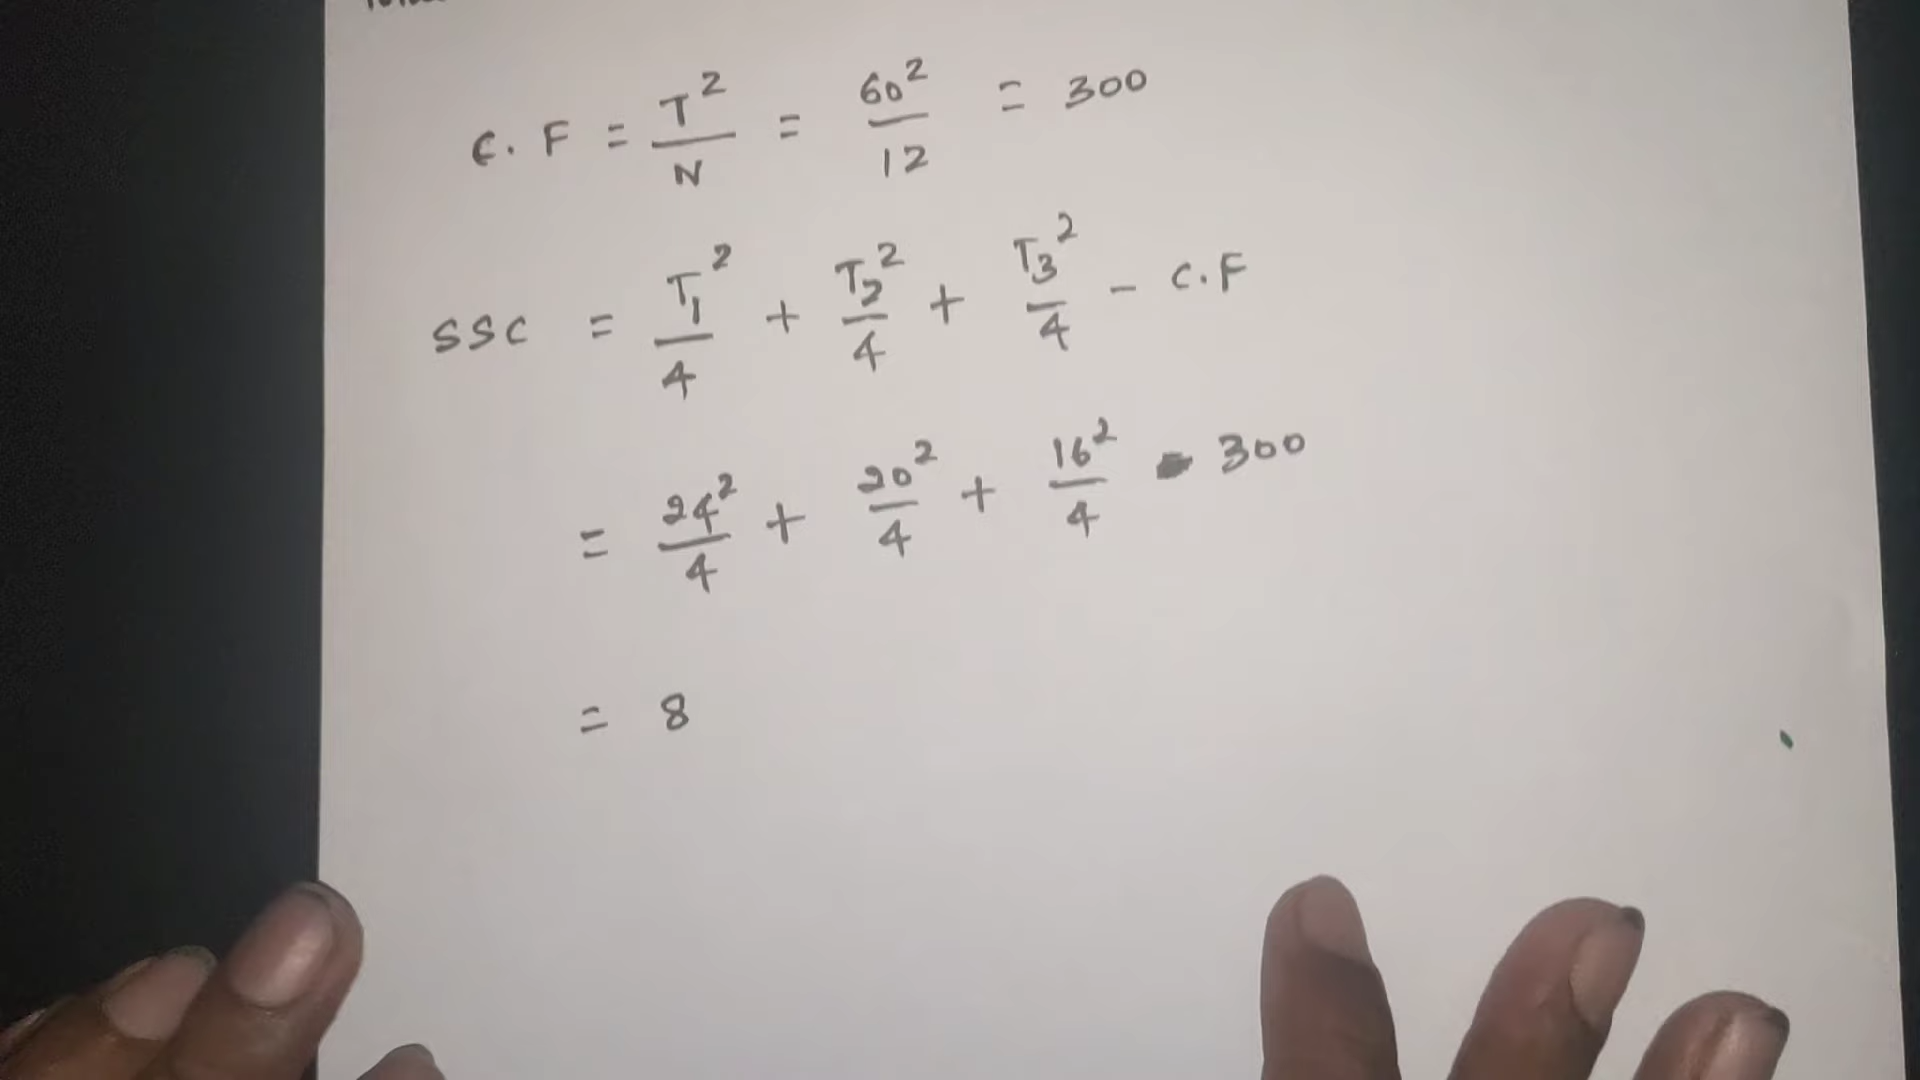 C.F = T²/N = 60²/12 = 300
SSC = T₁²/4 + T₂²/4 + T₃²/4 - C.F
= 24²/4 + 20²/4 + 16²/4 - 300
= 8